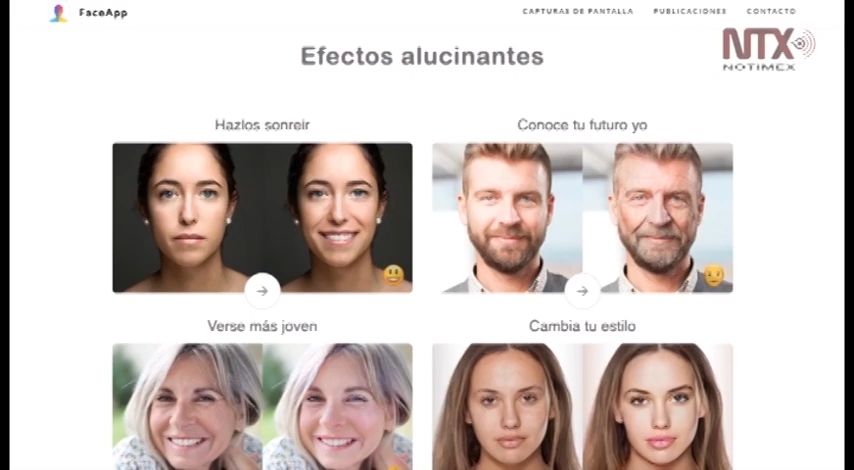 FaceApp
CAPTURAS DE PANTALLA PUBLICACIONES CONTACTO
NTX
NOTIMEX
Efectos alucinantes
Hazlos sonreir
Conoce tu futuro yo
Verse más joven
Cambia tu estilo